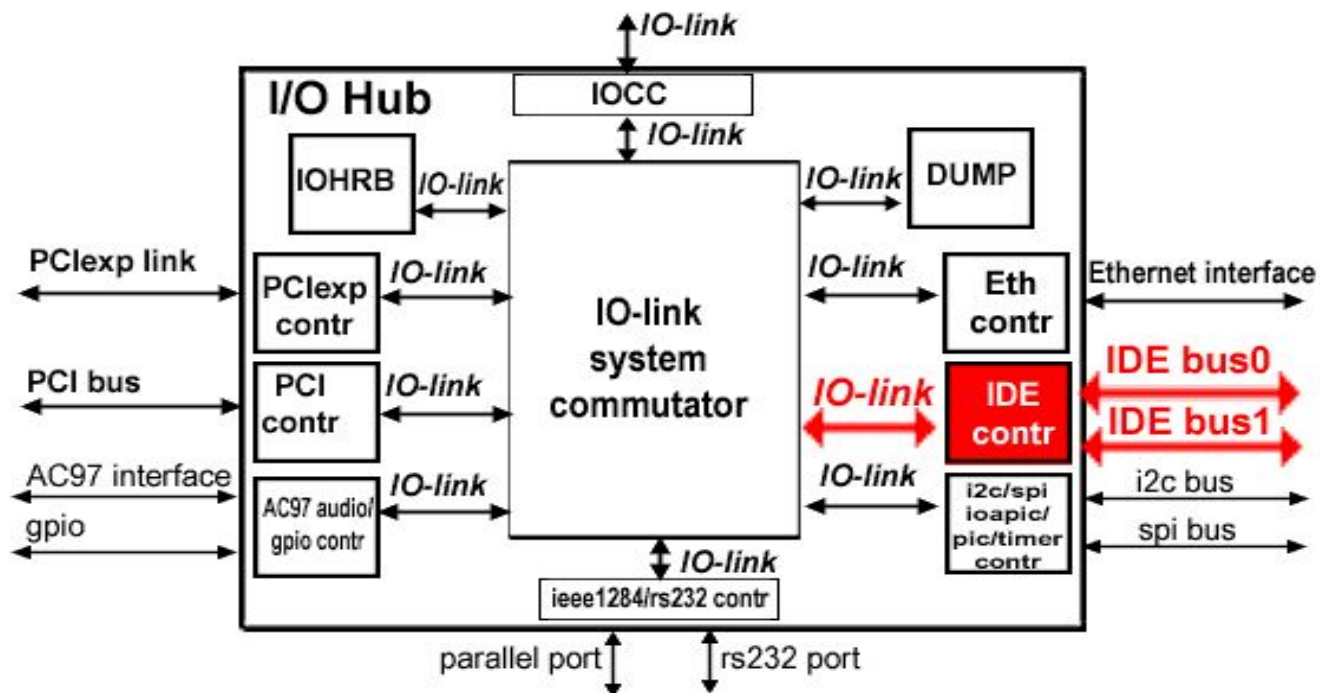 IO-link
I/O Hub
IOCC
IO-link
IOHRB
IO-link
IO-link
DUMP
PCIexp link
PCIexp
contr
IO-link
IO-link
system
commutator
IO-link
Eth
contr
Ethernet interface
PCI bus
PCI
contr
IO-link
IO-link
IDE
contr
IDE bus0
IDE bus1
AC97 interface
gpio
AC97 audio/
gpio contr
IO-link
IO-link
i2c/spi
ioapic/
pic/timer
contr
i2c bus
spi bus
IO-link
ieee1284/rs232 contr
parallel port
rs232 port